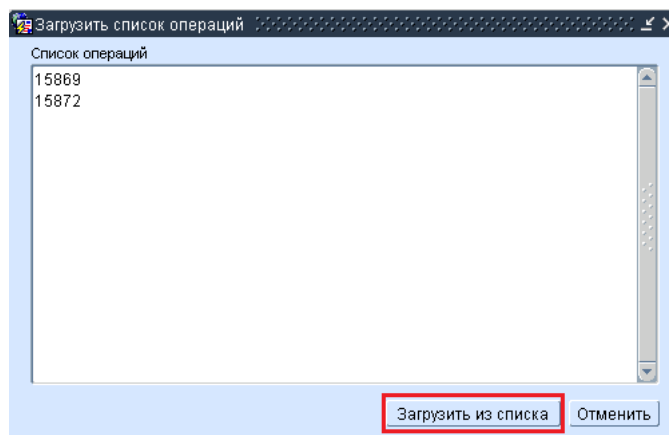 Загрузить список операций
Список операций
15869
15872
Загрузить из списка
Отменить